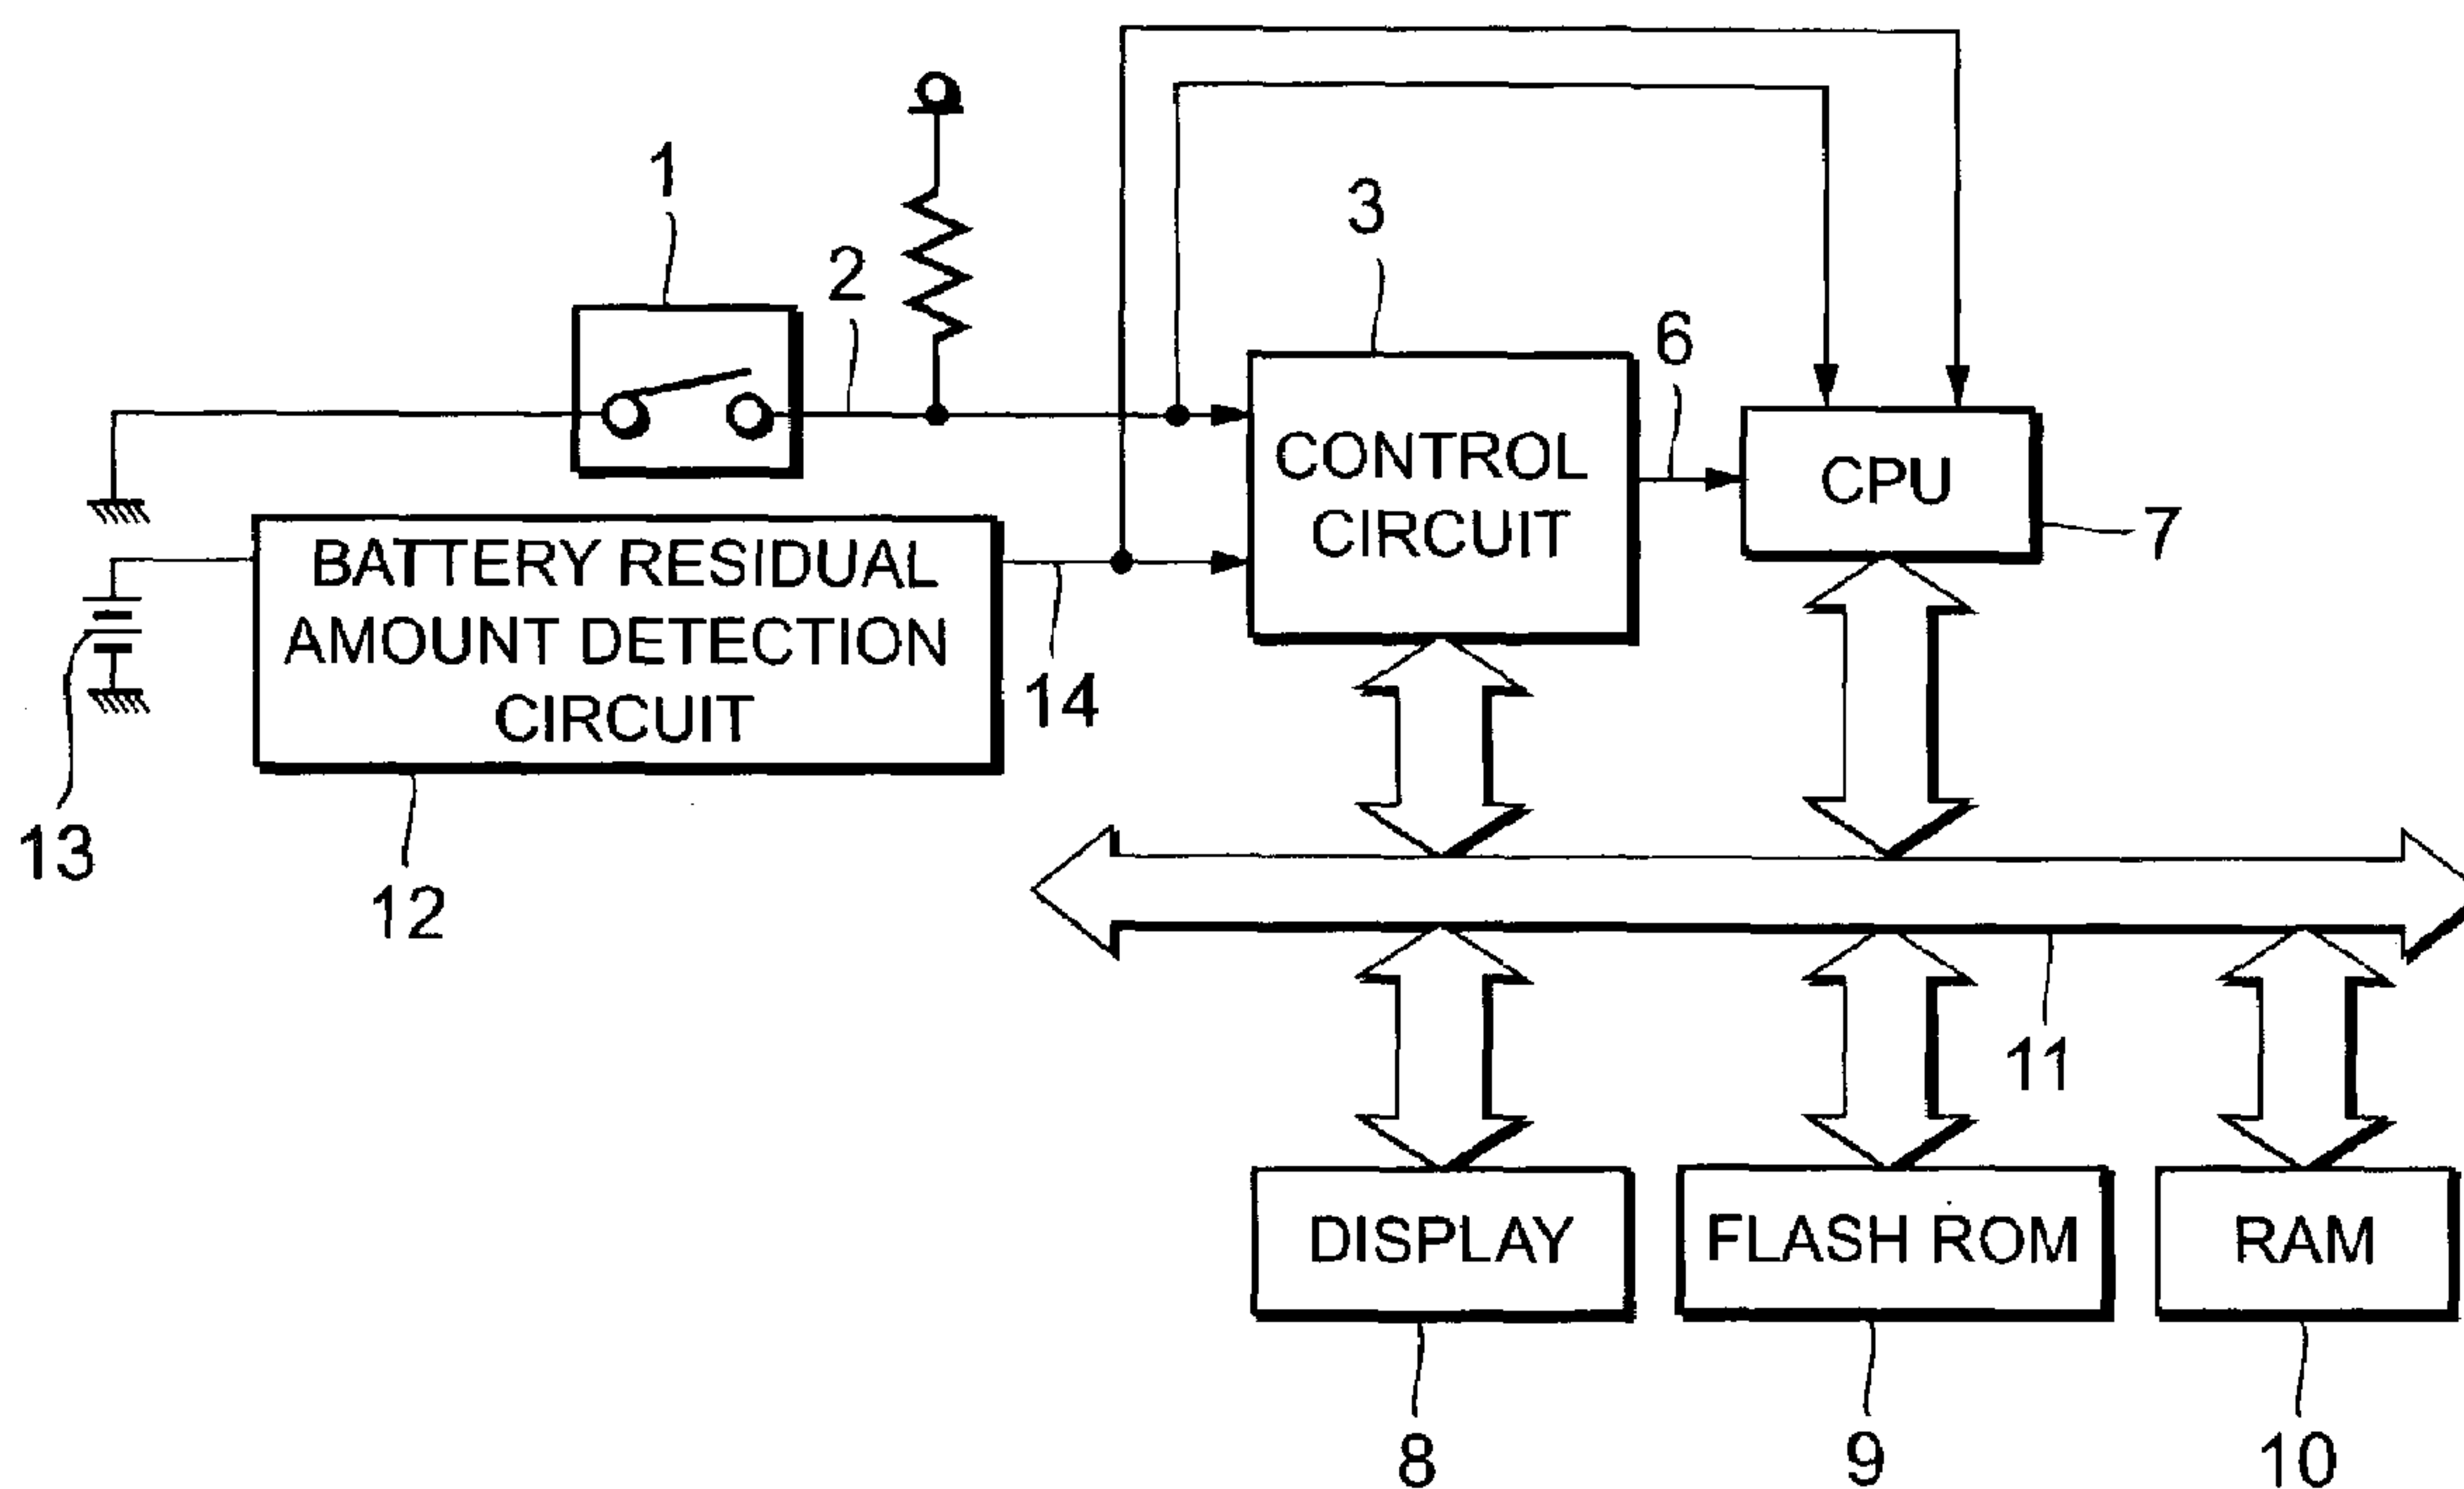 1
2
3
6
CONTROL
CIRCUIT
CPU
7
BATTERY RESIDUAL
AMOUNT DETECTION
CIRCUIT
14
13
12
11
DISPLAY
FLASH ROM
RAM
8
9
10